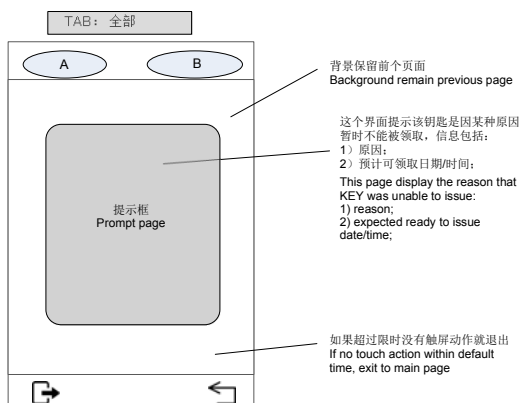 TAB: 全部
A
B
背景保留前个页面
Background remain previous page
这个界面提示该钥匙是因某种原因
暂时不能被领取，信息包括：
1）原因；
2）预计可领取日期/时间；
This page display the reason that
KEY was unable to issue:
1) reason;
2) expected ready to issue
date/time;
提示框
Prompt page
如果超过限时没有触屏动作就退出
If no touch action within default
time, exit to main page